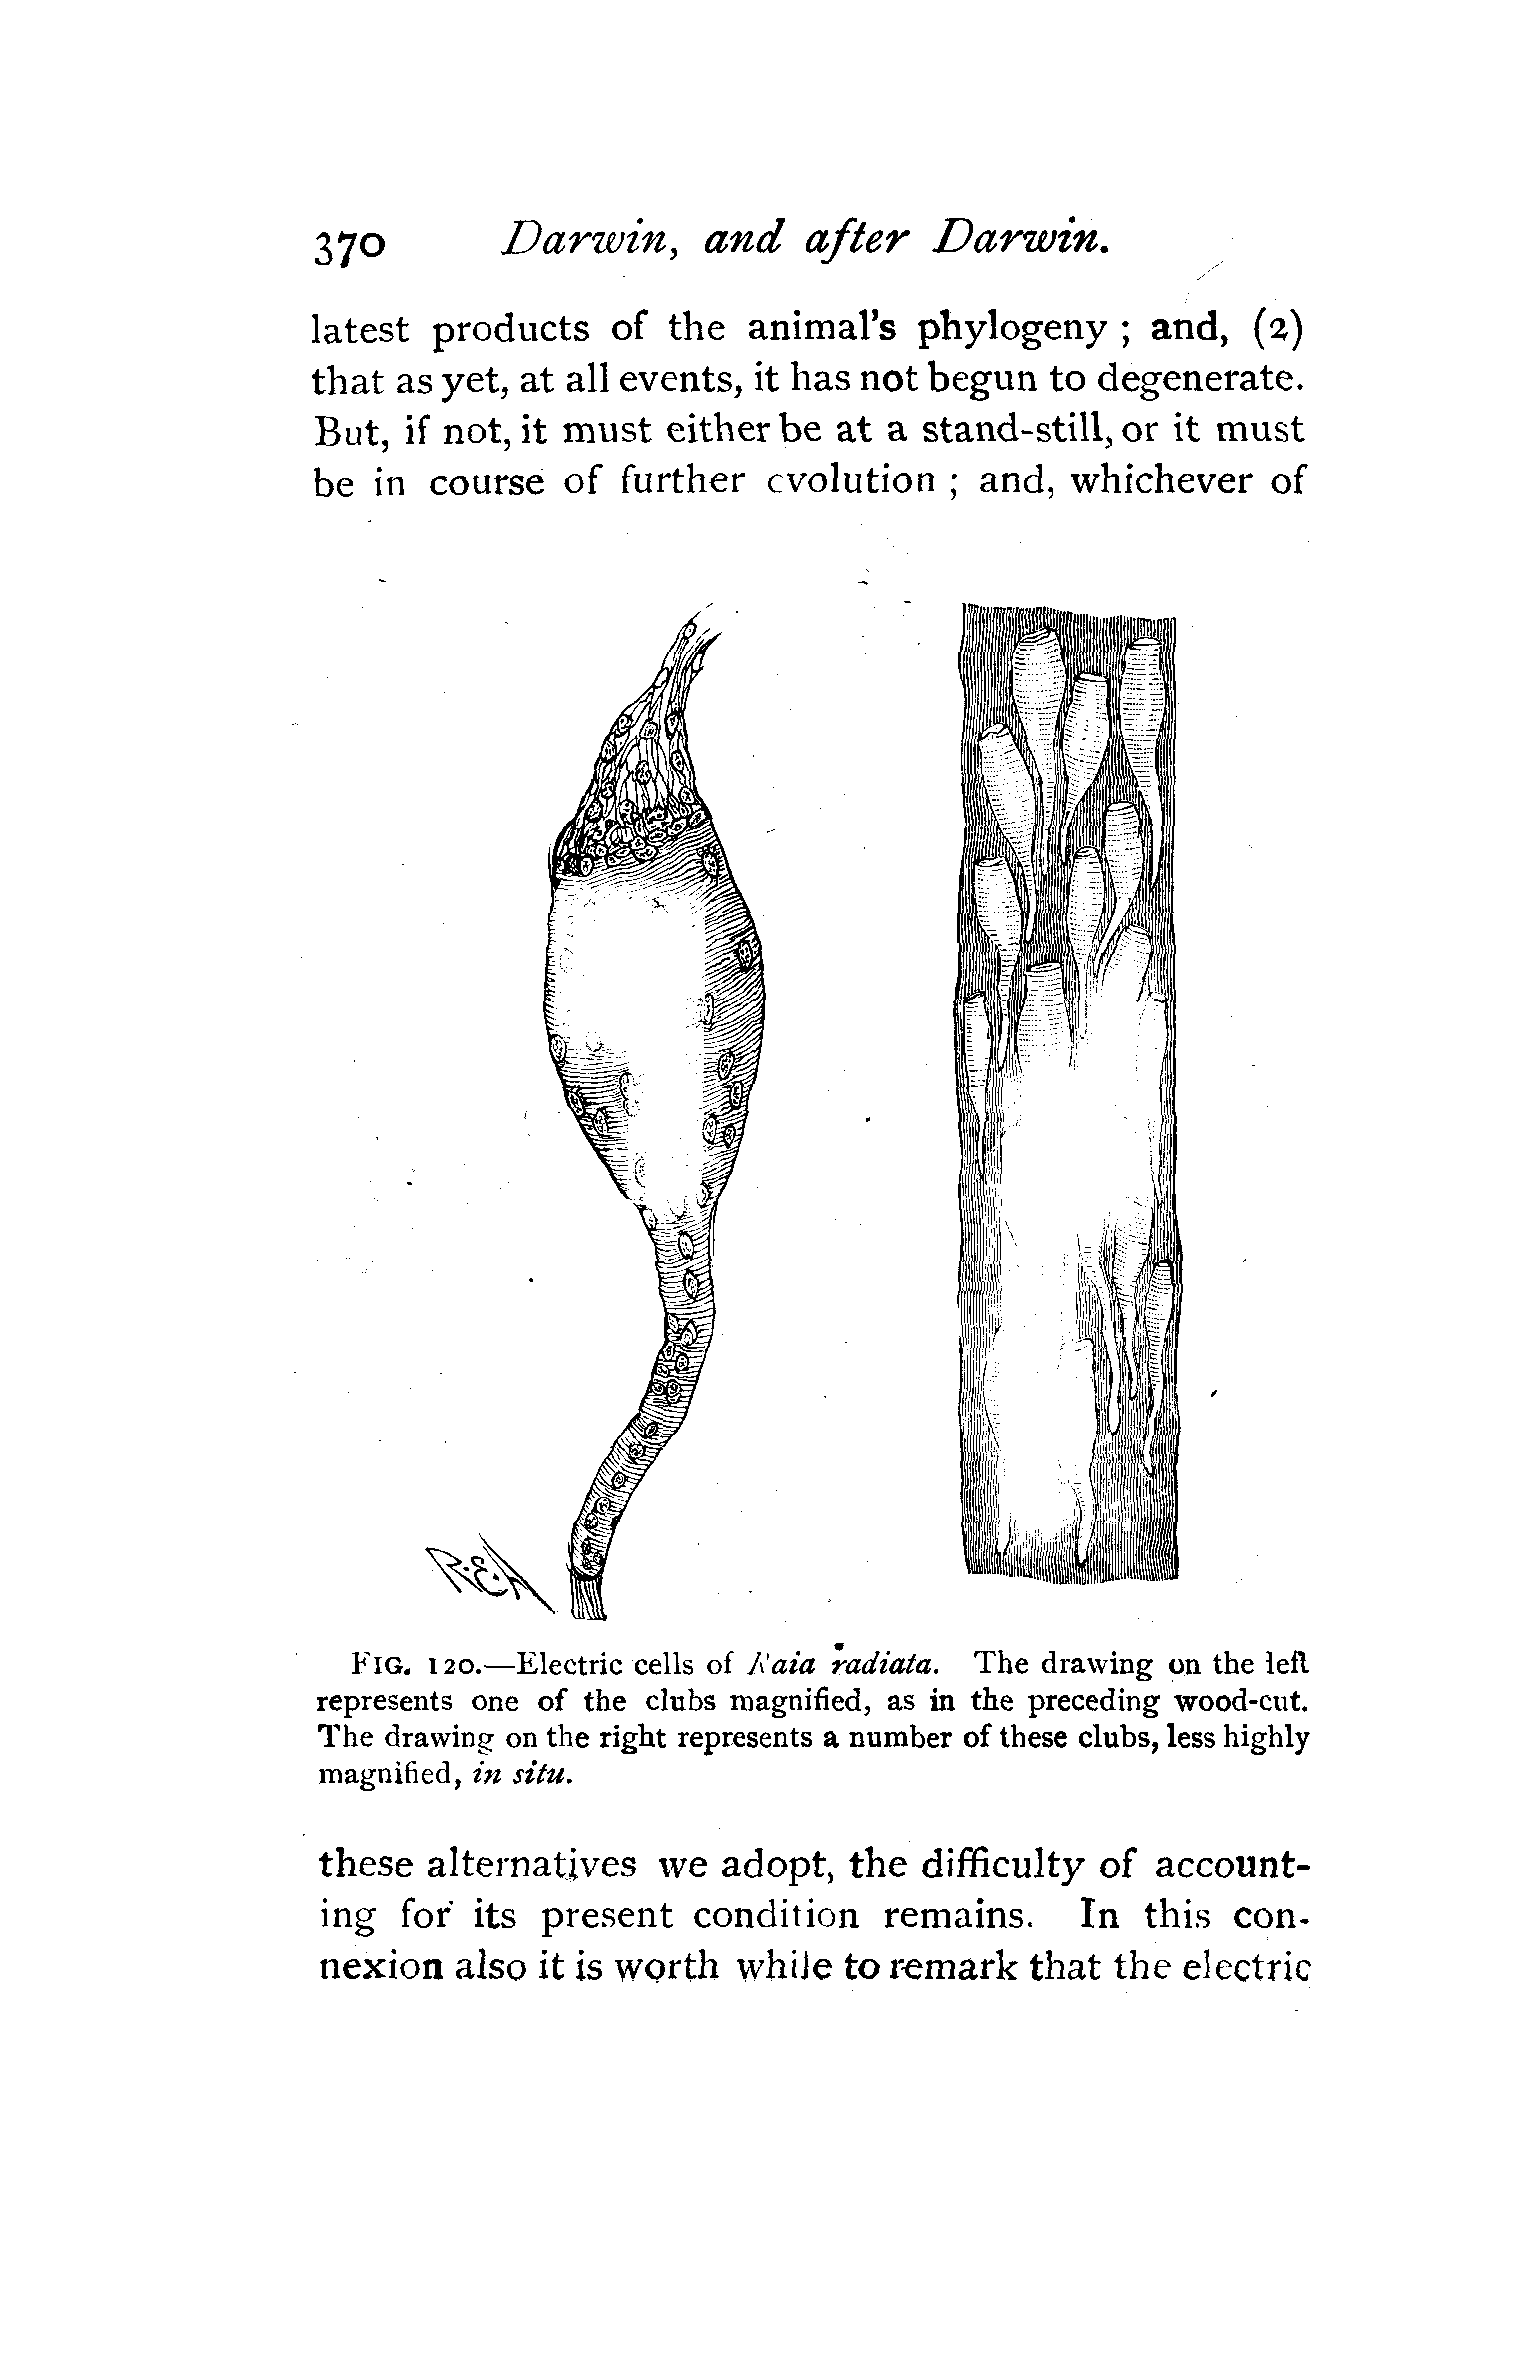 370 Darwin, and after Darwin.
latest products of the animal's phylogeny ; and, (2)
that as yet, at all events, it has not begun to degenerate.
But, if not, it must either be at a stand-still, or it must
be in course of further evolution ; and, whichever of
R.E.A
FIG. 120.—Electric cells of Raia radiata. The drawing on the left
represents one of the clubs magnified, as in the preceding wood-cut.
The drawing on the right represents a number of these clubs, less highly
magnified, in situ.
these alternatives we adopt, the difficulty of account-
ing for its present condition remains. In this con-
nexion also it is worth while to remark that the electric